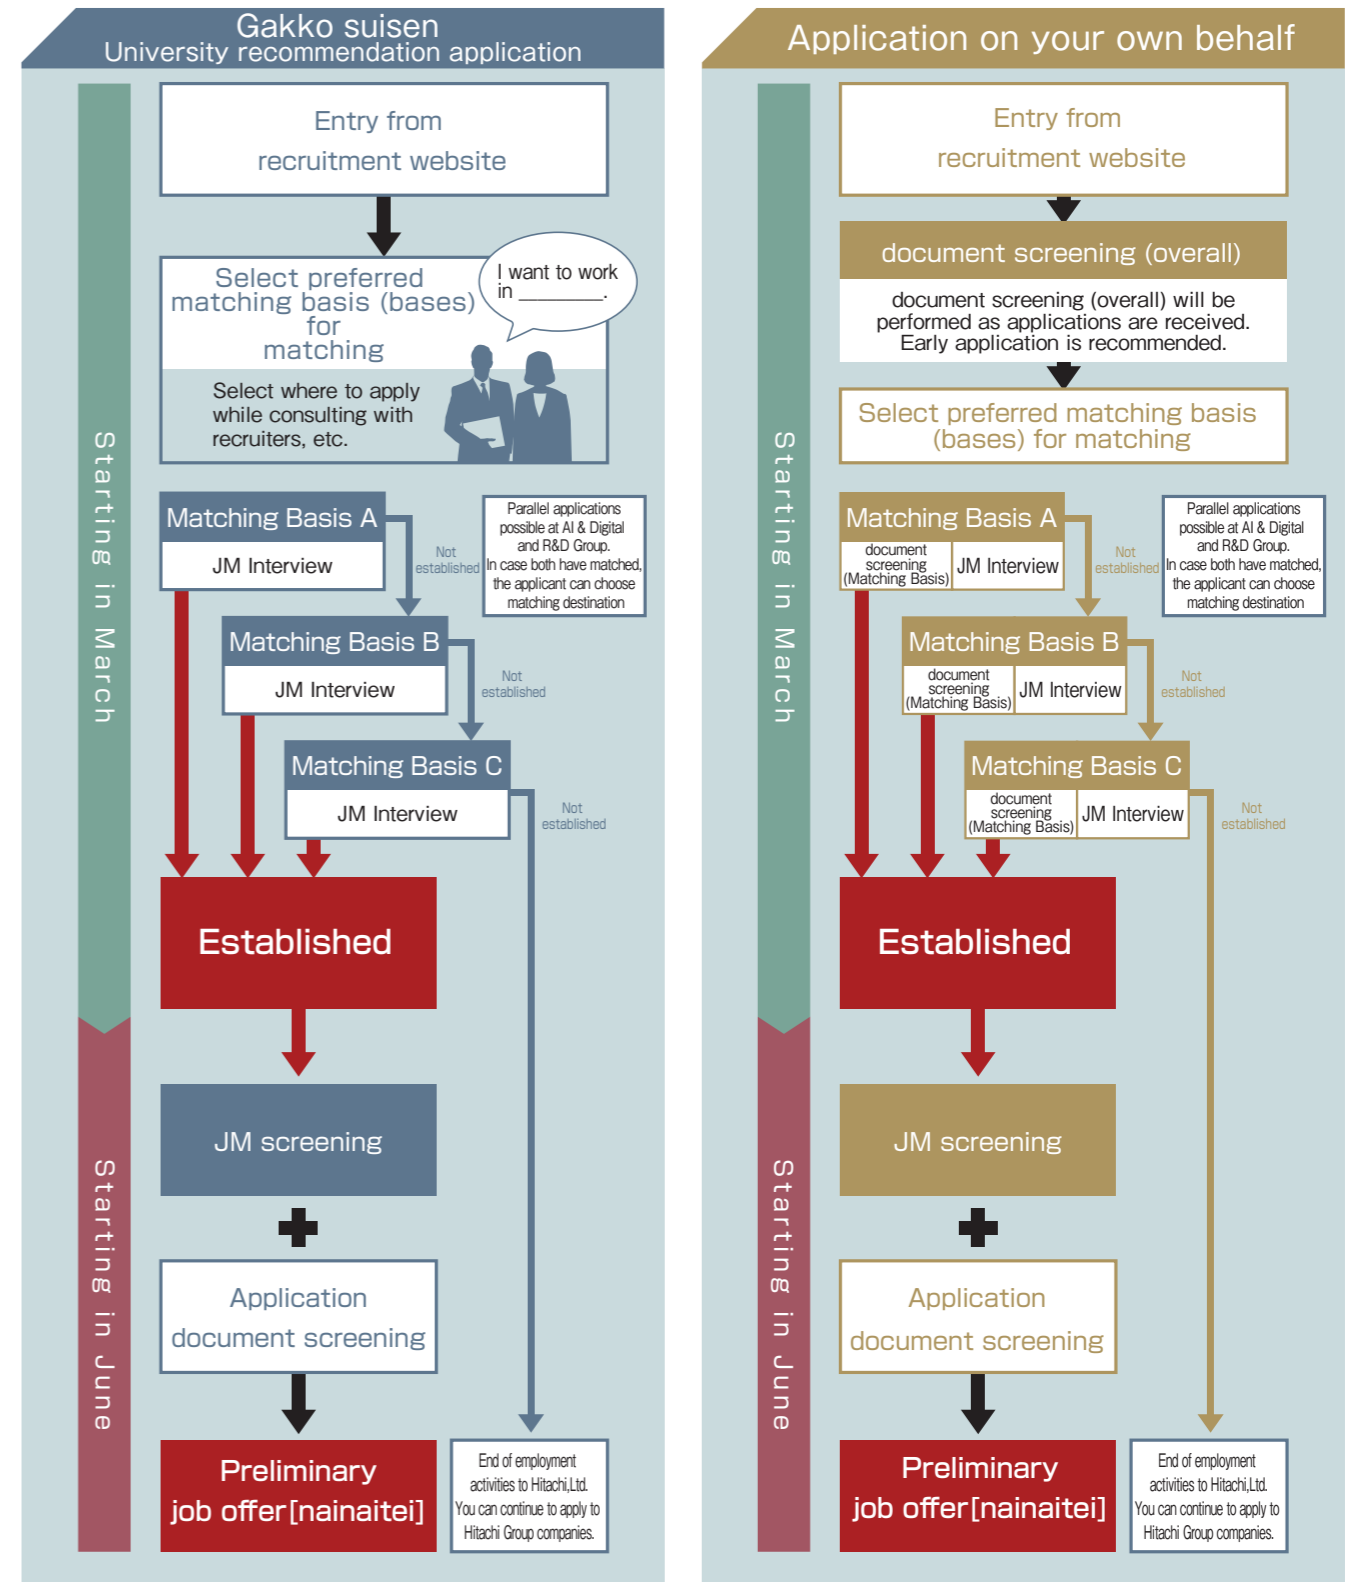 Gakko suisen
University recommendation application
Starting in March
Entry from
recruitment website
Select preferred
matching basis (bases)
for
matching
I want to work
in ________.
Select where to apply
while consulting with
recruiters, etc.
Matching Basis A
JM Interview
Not
established
Parallel applications
possible at AI & Digital
and R&D Group.
In case both have matched,
the applicant can choose
matching destination
Matching Basis B
JM Interview
Not
established
Matching Basis C
JM Interview
Not
established
Established
Starting in June
JM screening
Application
document screening
Preliminary
job offer[nainaitei]
End of employment
activities to Hitachi,Ltd.
You can continue to apply to
Hitachi Group companies.
Application on your own behalf
Starting in March
Entry from
recruitment website
document screening (overall)
document screening (overall) will be
performed as applications are received.
Early application is recommended.
Select preferred matching basis
(bases) for matching
Matching Basis A
document
screening
(Matching Basis)
JM Interview
Not
established
Parallel applications
possible at AI & Digital
and R&D Group.
In case both have matched,
the applicant can choose
matching destination
Matching Basis B
document
screening
(Matching Basis)
JM Interview
Not
established
Matching Basis C
document
screening
(Matching Basis)
JM Interview
Not
established
Established
Starting in June
JM screening
Application
document screening
Preliminary
job offer[nainaitei]
End of employment
activities to Hitachi,Ltd.
You can continue to apply to
Hitachi Group companies.